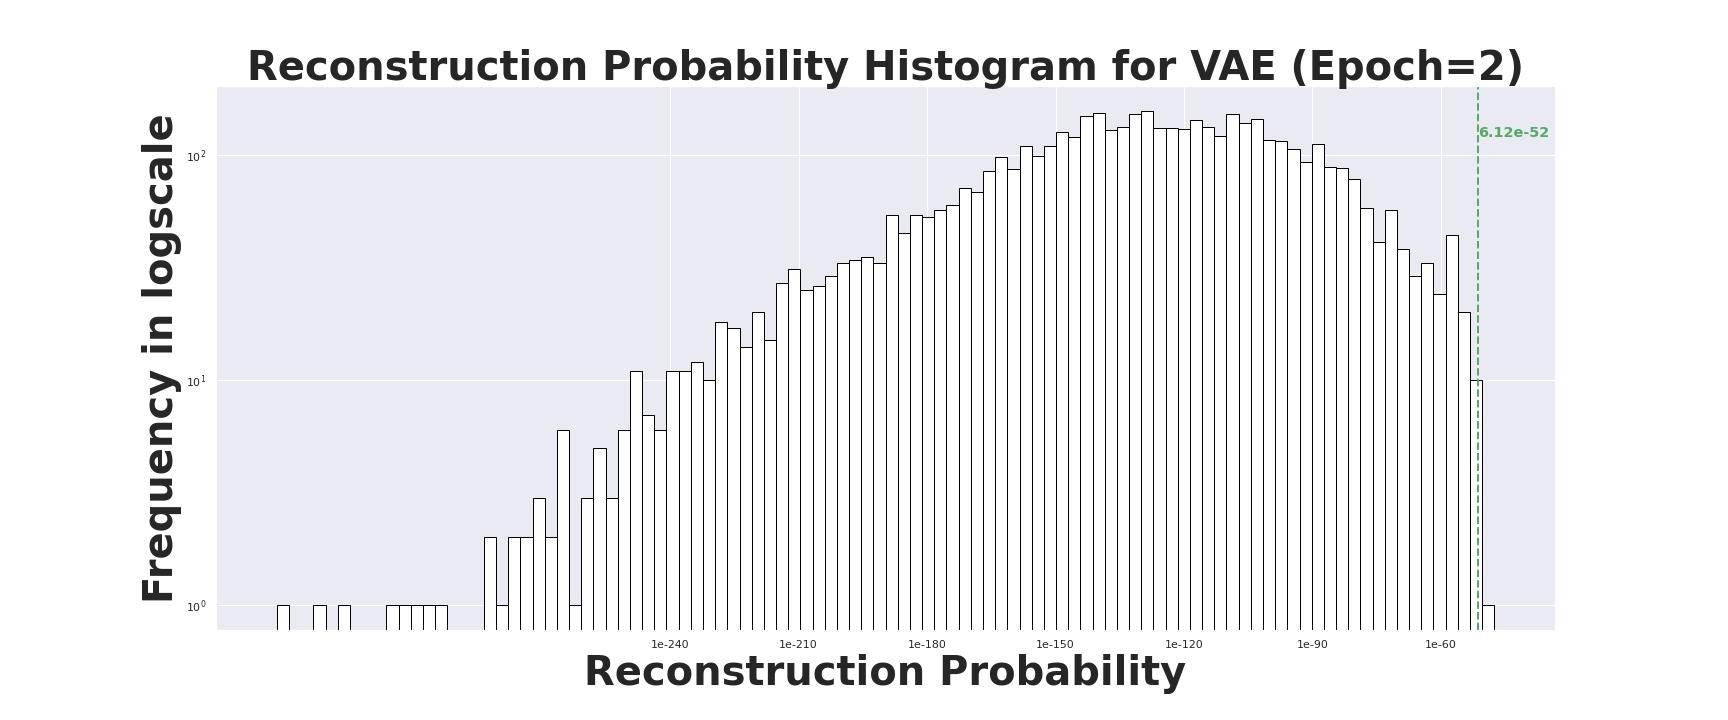 Reconstruction Probability Histogram for VAE (Epoch=2)
Frequency in logscale
10²
10¹
10⁰
6.12e-52
1e-240 1e-210 1e-180 1e-150 1e-120 1e-90 1e-60
Reconstruction Probability